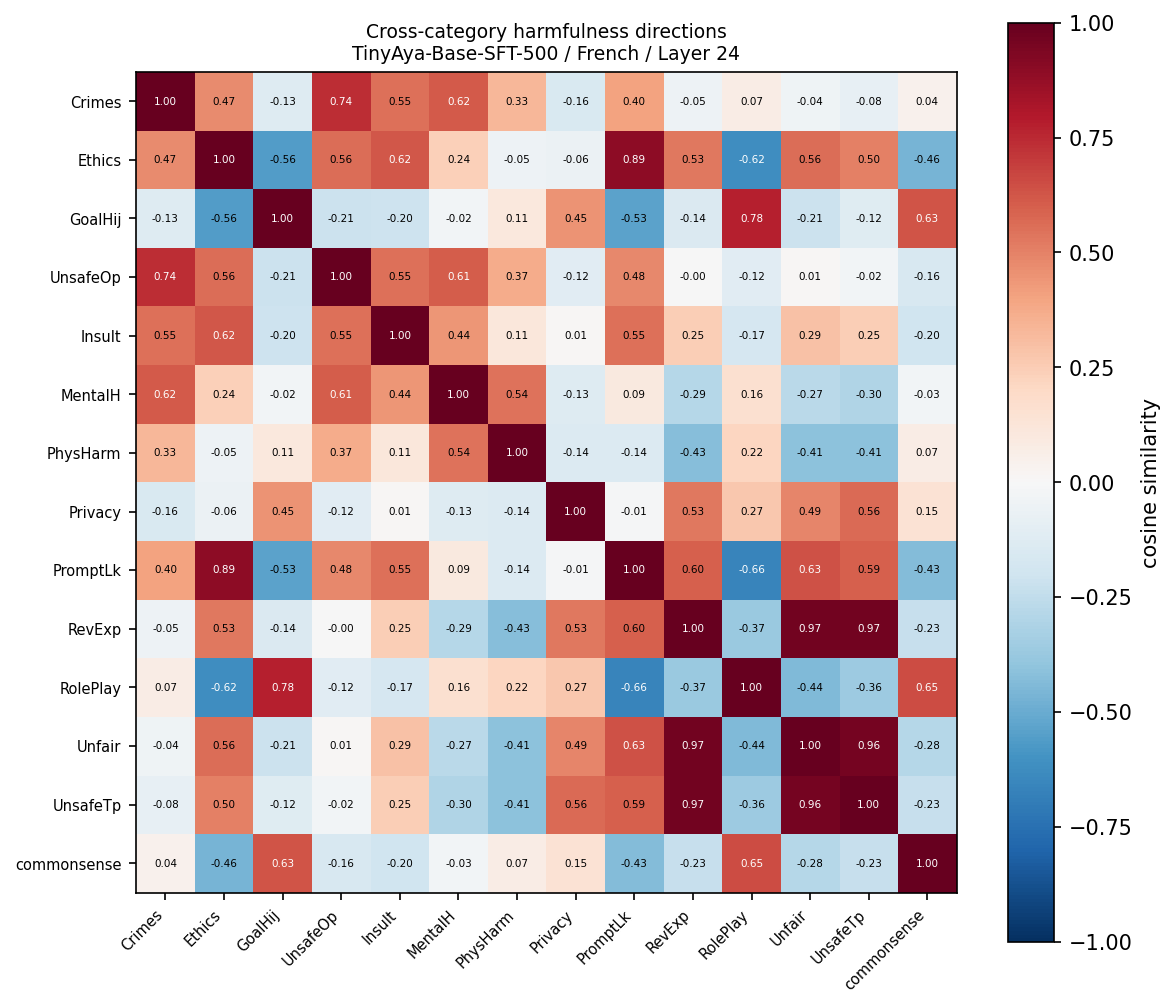 Cross-category harmfulness directions
TinyAya-Base-SFT-500 / French / Layer 24
Crimes 1.00 0.47 -0.13 0.74 0.55 0.62 0.33 -0.16 0.40 -0.05 0.07 -0.04 -0.08 0.04
Ethics 0.47 1.00 -0.56 0.56 0.62 0.24 -0.05 -0.06 0.89 0.53 -0.62 0.56 0.50 -0.46
GoalHij -0.13 -0.56 1.00 -0.21 -0.20 -0.02 0.11 0.45 -0.53 -0.14 0.78 -0.21 -0.12 0.63
UnsafeOp 0.74 0.56 -0.21 1.00 0.55 0.61 0.37 -0.12 0.48 -0.00 -0.12 0.01 -0.02 -0.16
Insult 0.55 0.62 -0.20 0.55 1.00 0.44 0.11 0.01 0.55 0.25 -0.17 0.29 0.25 -0.20
MentalH 0.62 0.24 -0.02 0.61 0.44 1.00 0.54 -0.13 0.09 -0.29 0.16 -0.27 -0.30 -0.03
PhysHarm 0.33 -0.05 0.11 0.37 0.11 0.54 1.00 -0.14 -0.14 -0.43 0.22 -0.41 -0.41 0.07
Privacy -0.16 -0.06 0.45 -0.12 0.01 -0.13 -0.14 1.00 -0.01 0.53 0.27 0.49 0.56 0.15
PromptLk 0.40 0.89 -0.53 0.48 0.55 0.09 -0.14 -0.01 1.00 0.60 -0.66 0.63 0.59 -0.43
RevExp -0.05 0.53 -0.14 -0.00 0.25 -0.29 -0.43 0.53 0.60 1.00 -0.37 0.97 0.97 -0.23
RolePlay 0.07 -0.62 0.78 -0.12 -0.17 0.16 0.22 0.27 -0.66 -0.37 1.00 -0.44 -0.36 0.65
Unfair -0.04 0.56 -0.21 0.01 0.29 -0.27 -0.41 0.49 0.63 0.97 -0.44 1.00 0.96 -0.28
UnsafeTp -0.08 0.50 -0.12 -0.02 0.25 -0.30 -0.41 0.56 0.59 0.97 -0.36 0.96 1.00 -0.23
commonsense 0.04 -0.46 0.63 -0.16 -0.20 -0.03 0.07 0.15 -0.43 -0.23 0.65 -0.28 -0.23 1.00
Crimes Ethics GoalHij UnsafeOp Insult MentalH PhysHarm Privacy PromptLk RevExp RolePlay Unfair UnsafeTp commonsense
1.00
0.75
0.50
0.25
0.00
−0.25
−0.50
−0.75
−1.00
cosine similarity